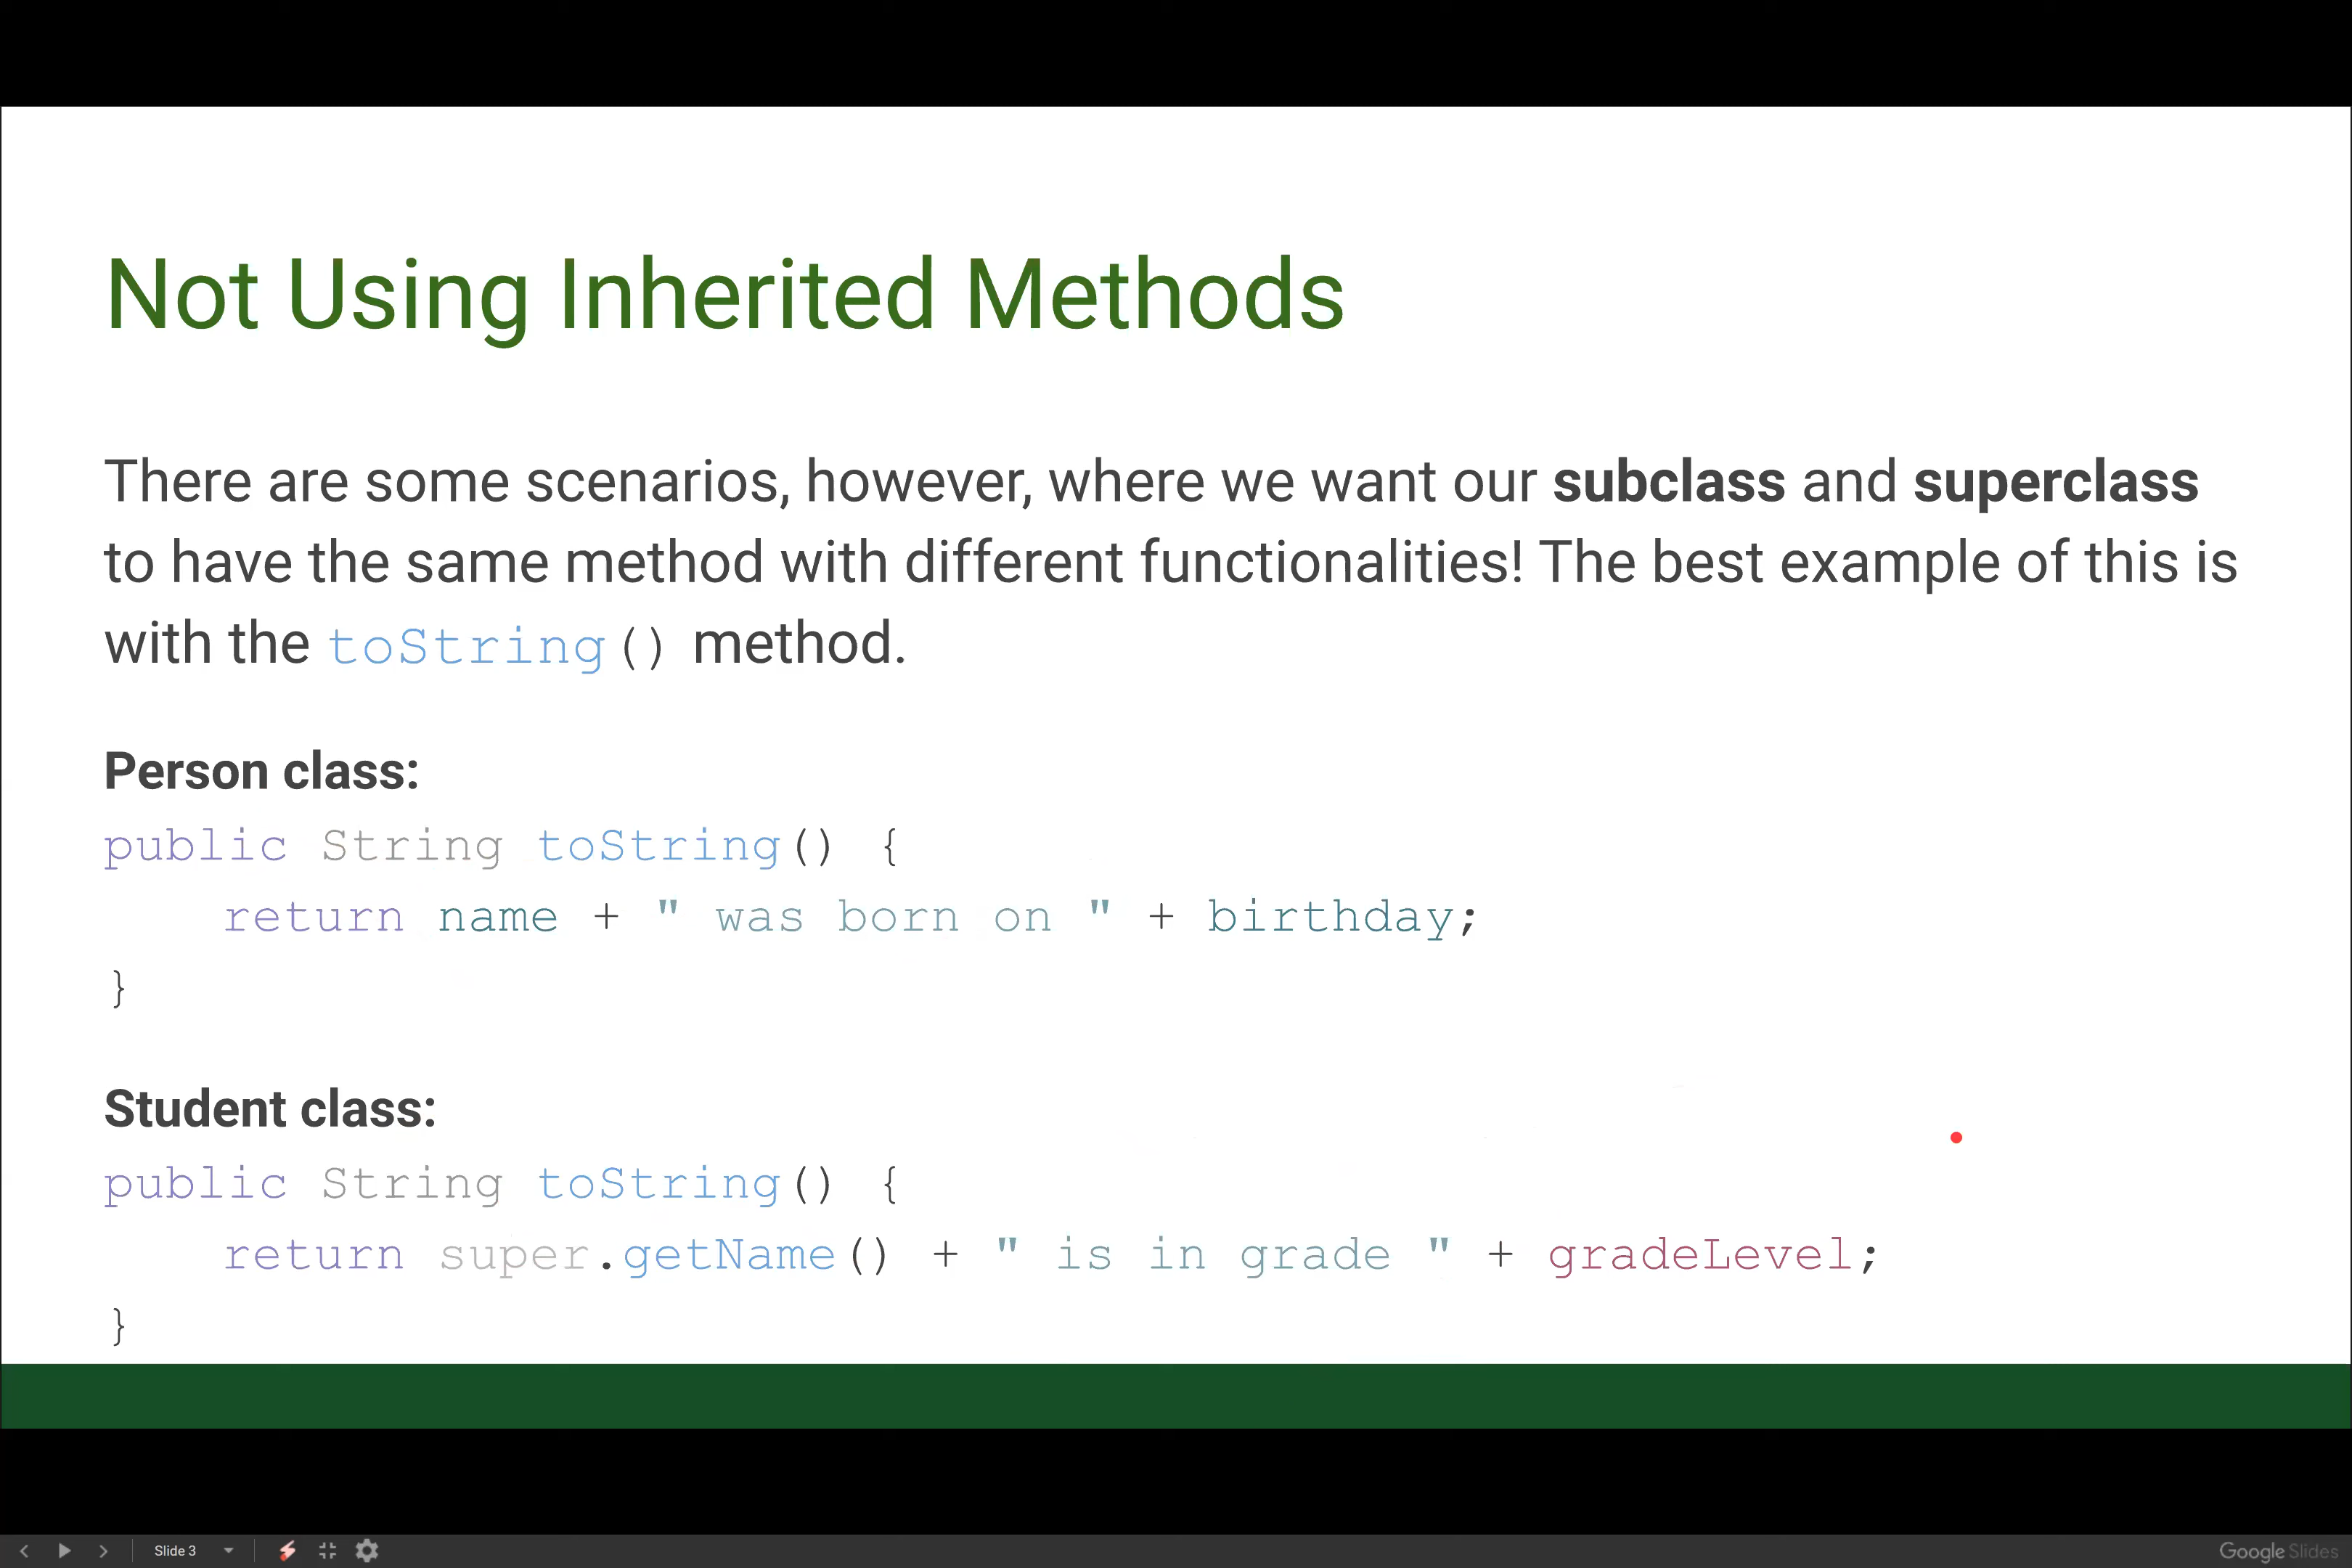 Not Using Inherited Methods
There are some scenarios, however, where we want our subclass and superclass
to have the same method with different functionalities! The best example of this is
with the toString() method.
Person class:
public String toString() {
return name + " was born on " + birthday;
}
Student class:
public String toString() {
return super.getName() + " is in grade " + gradeLevel;
}
Slide 3
Google Slides